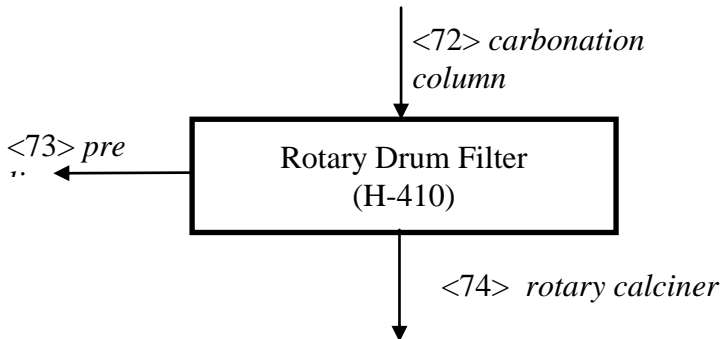 <72> carbonation
column
<73> pre
Rotary Drum Filter
(H-410)
<74> rotary calciner